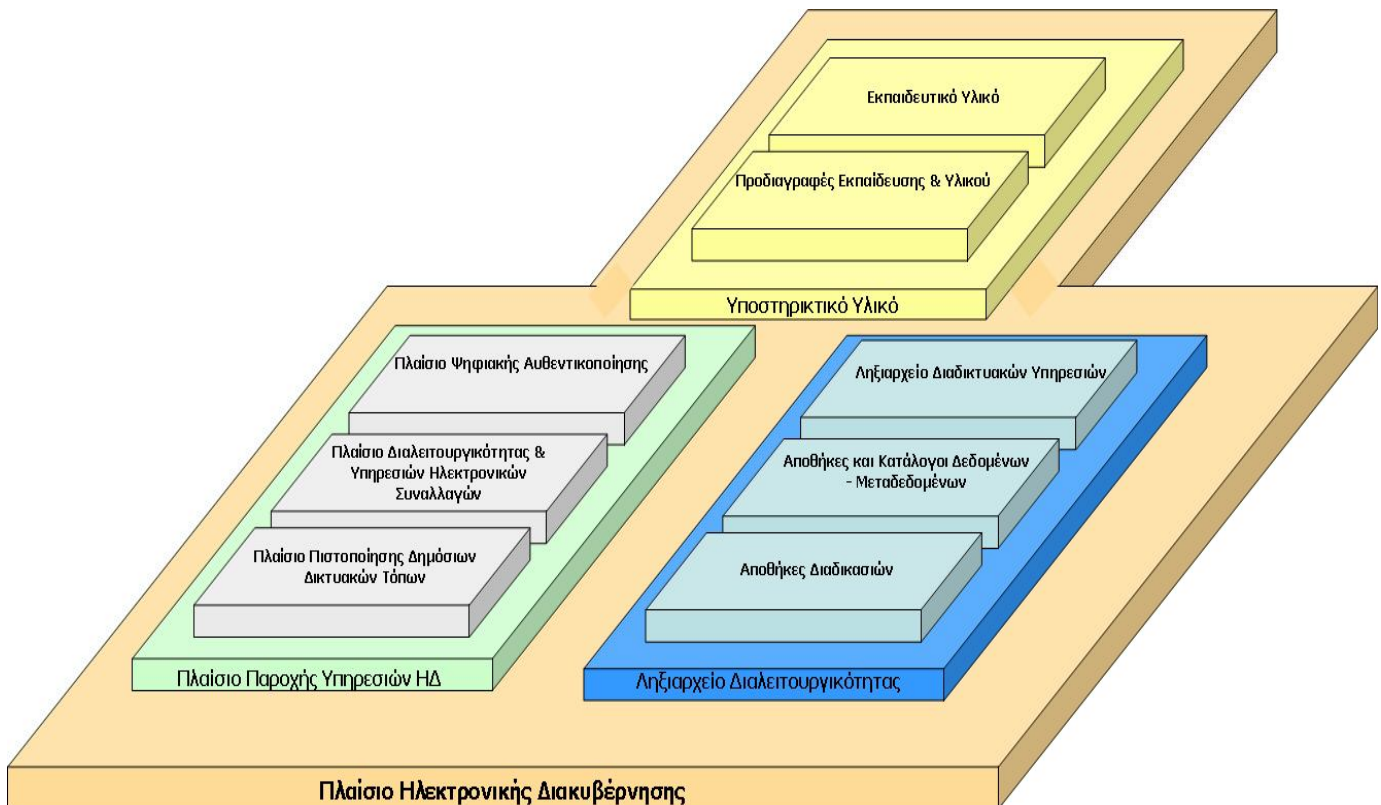 Εκπαιδευτικό Υλικό
Προδιαγραφές Εκπαίδευσης & Υλικού
Υποστηρικτικό Υλικό
Πλαίσιο Ψηφιακής Αυθεντικοποίησης
Πλαίσιο Διαλειτουργικότητας &
Υπηρεσιών Ηλεκτρονικών
Συναλλαγών
Πλαίσιο Πιστοποίησης Δημόσιων
Δικτυακών Τόπων
Πλαίσιο Παροχής Υπηρεσιών ΗΔ
Ληξιαρχείο Διαδικτυακών Υπηρεσιών
Αποθήκες και Κατάλογοι Δεδομένων
- Μεταδεδομένων
Αποθήκες Διαδικασιών
Ληξιαρχείο Διαλειτουργικότητας
Πλαίσιο Ηλεκτρονικής Διακυβέρνησης